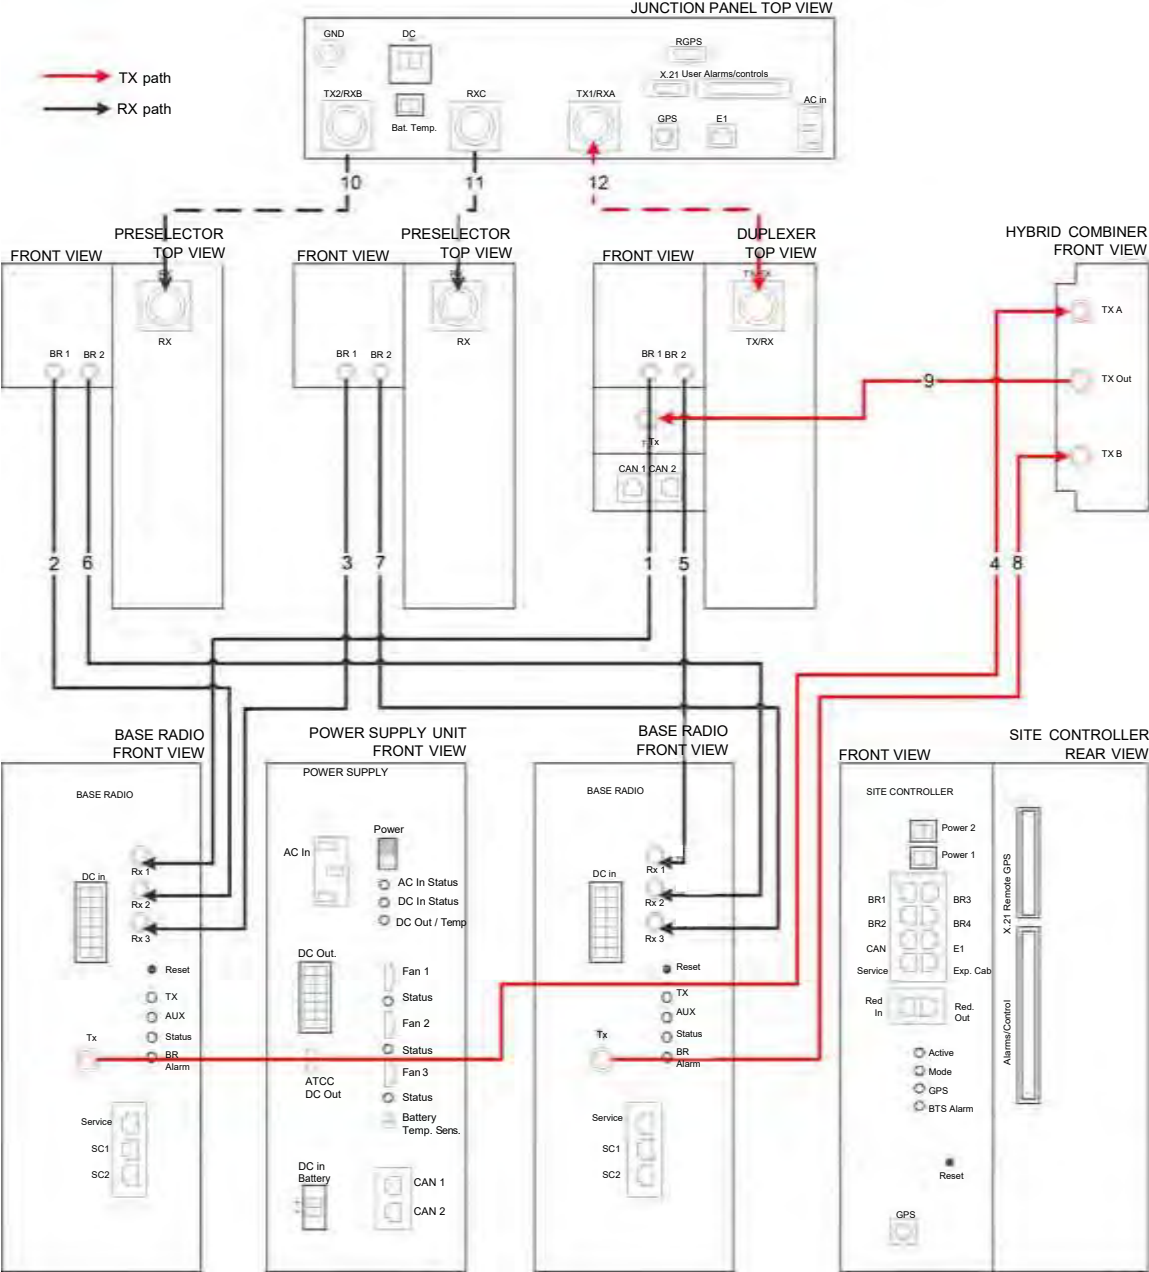 JUNCTION PANEL TOP VIEW
GND
DC
RGPS
TX path
X.21 User Alarms/controls
RX path
TX2/RXB
RXC
TX1/RXA
AC in
Bat. Temp.
GPS
E1
10
11
12
PRESELECTOR
TOP VIEW
FRONT VIEW
PRESELECTOR
TOP VIEW
FRONT VIEW
DUPLEXER
TOP VIEW
FRONT VIEW
HYBRID COMBINER
FRONT VIEW
TX A
RX
RX
TX/RX
BR 1
BR 2
BR 1
BR 2
BR 1
BR 2
9
TX Out
Tx
TX B
CAN 1
CAN 2
2
6
3
7
1
5
4
8
BASE RADIO
FRONT VIEW
POWER SUPPLY UNIT
FRONT VIEW
BASE RADIO
FRONT VIEW
FRONT VIEW
SITE CONTROLLER
REAR VIEW
BASE RADIO
DC in
Rx 1
Rx 2
Rx 3
Reset
TX
AUX
Status
BR
Alarm
Tx
Service
SC1
SC2
POWER SUPPLY
Power
AC In
AC In Status
DC In Status
DC Out / Temp
DC Out.
Fan 1
Status
Fan 2
Status
Fan 3
Status
ATCC
DC Out
Battery
Temp. Sens.
DC in
Battery
CAN 1
CAN 2
BASE RADIO
DC in
Rx 1
Rx 2
Rx 3
Reset
TX
AUX
Status
BR
Alarm
Tx
Service
SC1
SC2
SITE CONTROLLER
Power 2
Power 1
BR1
BR3
BR2
BR4
CAN
E1
Service
Exp. Cab
Red
In
Red.
Out
Active
Mode
GPS
BTS Alarm
Reset
GPS
X.21 Remote GPS
Alarms/Control